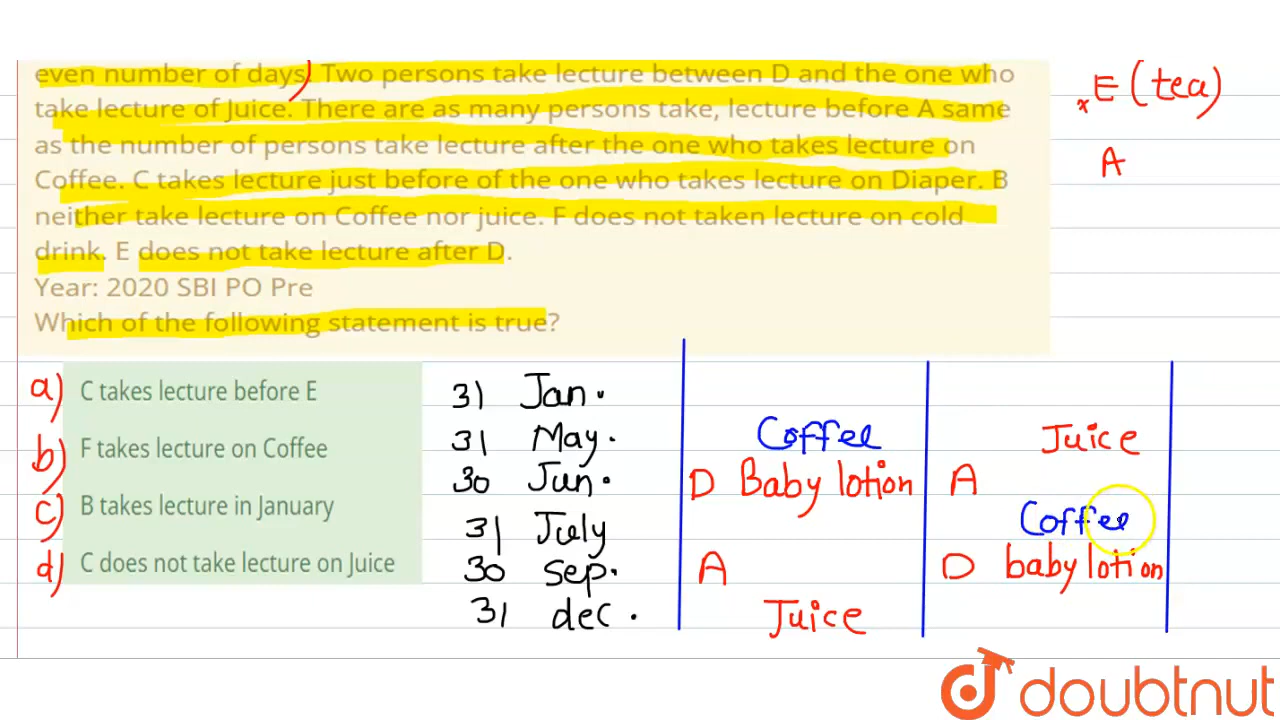 even number of days) Two persons take lecture between D and the one who
take lecture of Juice. There are as many persons take, lecture before A same
as the number of persons take lecture after the one who takes lecture on
Coffee. C takes lecture just before of the one who takes lecture on Diaper. B
neither take lecture on Coffee nor juice. F does not taken lecture on cold
drink. E does not take lecture after D.
Year: 2020 SBI PO Pre
Which of the following statement is true?
x E (tea)
A
a) C takes lecture before E
b) F takes lecture on Coffee
c) B takes lecture in January
d) C does not take lecture on Juice
31 Jan.
31 May. Coffee Juice
30 Jun. D Baby lotion A
31 July Coffee
30 Sep. A D baby lotion
31 dec. Juice
doubtnut